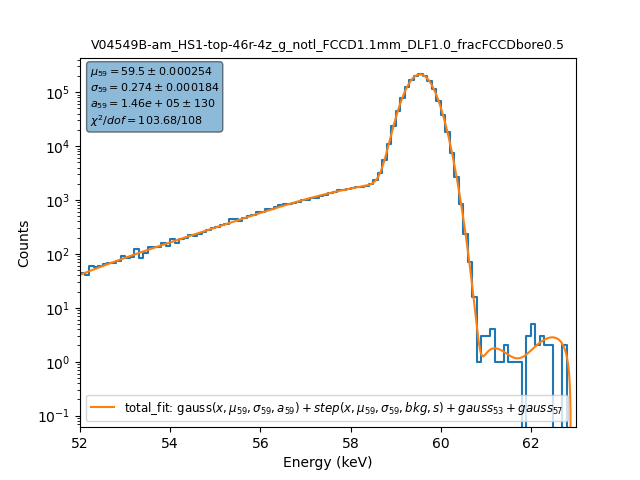 V04549B-am_HS1-top-46r-4z_g_notl_FCCD1.1mm_DLF1.0_fracFCCDbore0.5
μ₅₉ = 59.5 ± 0.000254
σ₅₉ = 0.274 ± 0.000184
a₅₉ = 1.46e + 05 ± 130
χ²/dof = 103.68/108
Counts
10⁵
10⁴
10³
10²
10¹
10⁰
10⁻¹
total_fit: gauss(x, μ₅₉, σ₅₉, a₅₉) + step(x, μ₅₉, σ₅₉, bkg, s) + gauss₅₃ + gauss₅₇
52 54 56 58 60 62
Energy (keV)